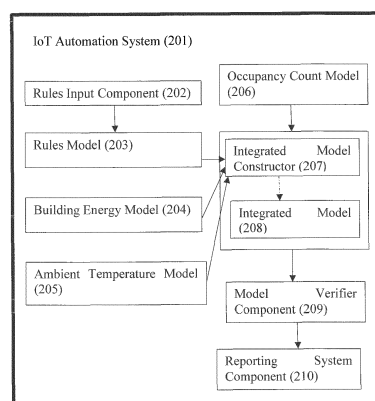 IoT Automation System (201)
Rules Input Component (202)
Occupancy Count Model
(206)
Rules Model (203)
Integrated Model
Constructor (207)
Building Energy Model (204)
Integrated Model
(208)
Ambient Temperature Model
(205)
Model Verifier
Component (209)
Reporting System
Component (210)